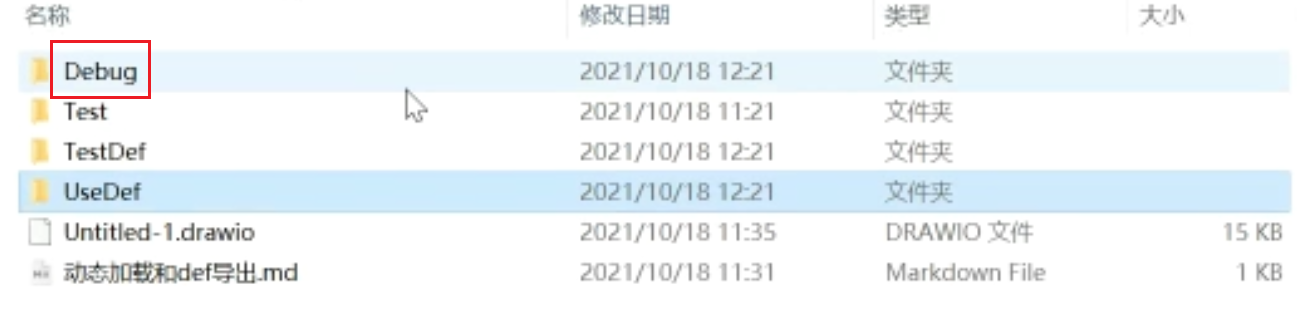 名称 修改日期 类型 大小
Debug 2021/10/18 12:21 文件夹
Test 2021/10/18 11:21 文件夹
TestDef 2021/10/18 12:21 文件夹
UseDef 2021/10/18 12:21 文件夹
Untitled-1.drawio 2021/10/18 11:35 DRAWIO 文件 15 KB
动态加载和def导出.md 2021/10/18 11:31 Markdown File 1 KB